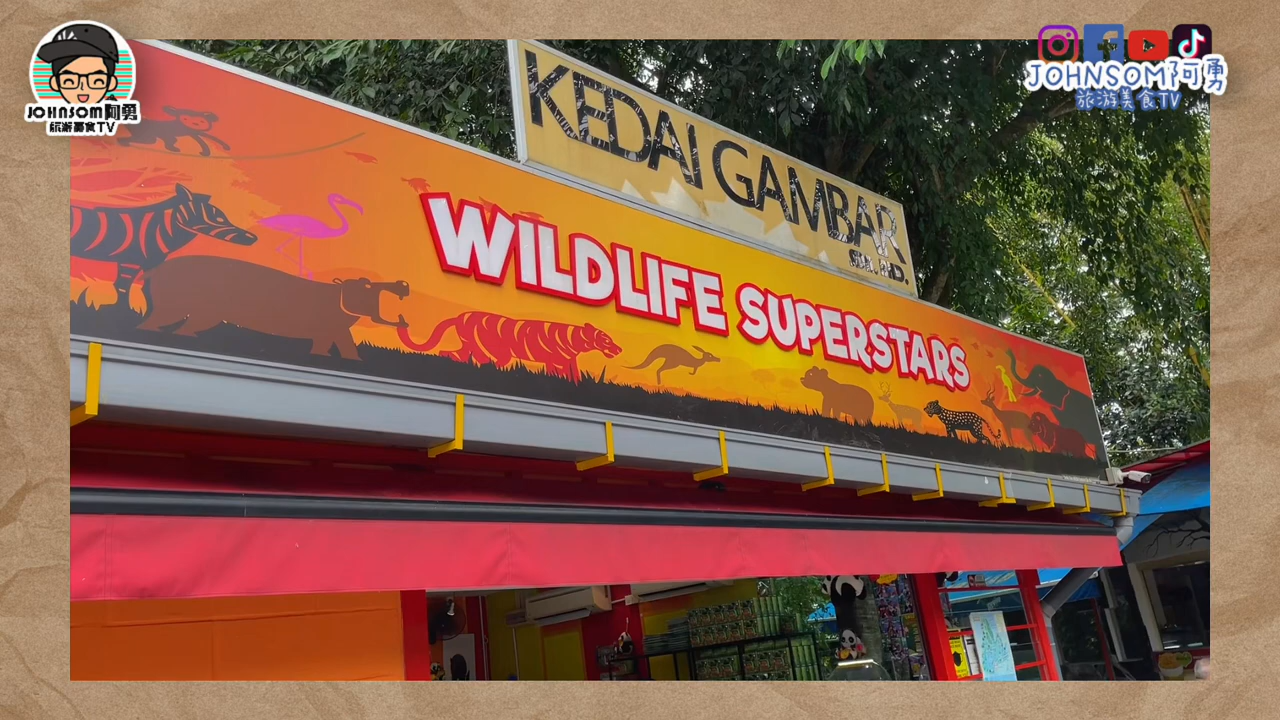 JOHNSOM阿勇
旅游美食TV
JOHNSOM阿勇
旅游美食TV
KEDAI GAMBAR
SDN. BHD.
WILDLIFE SUPERSTARS